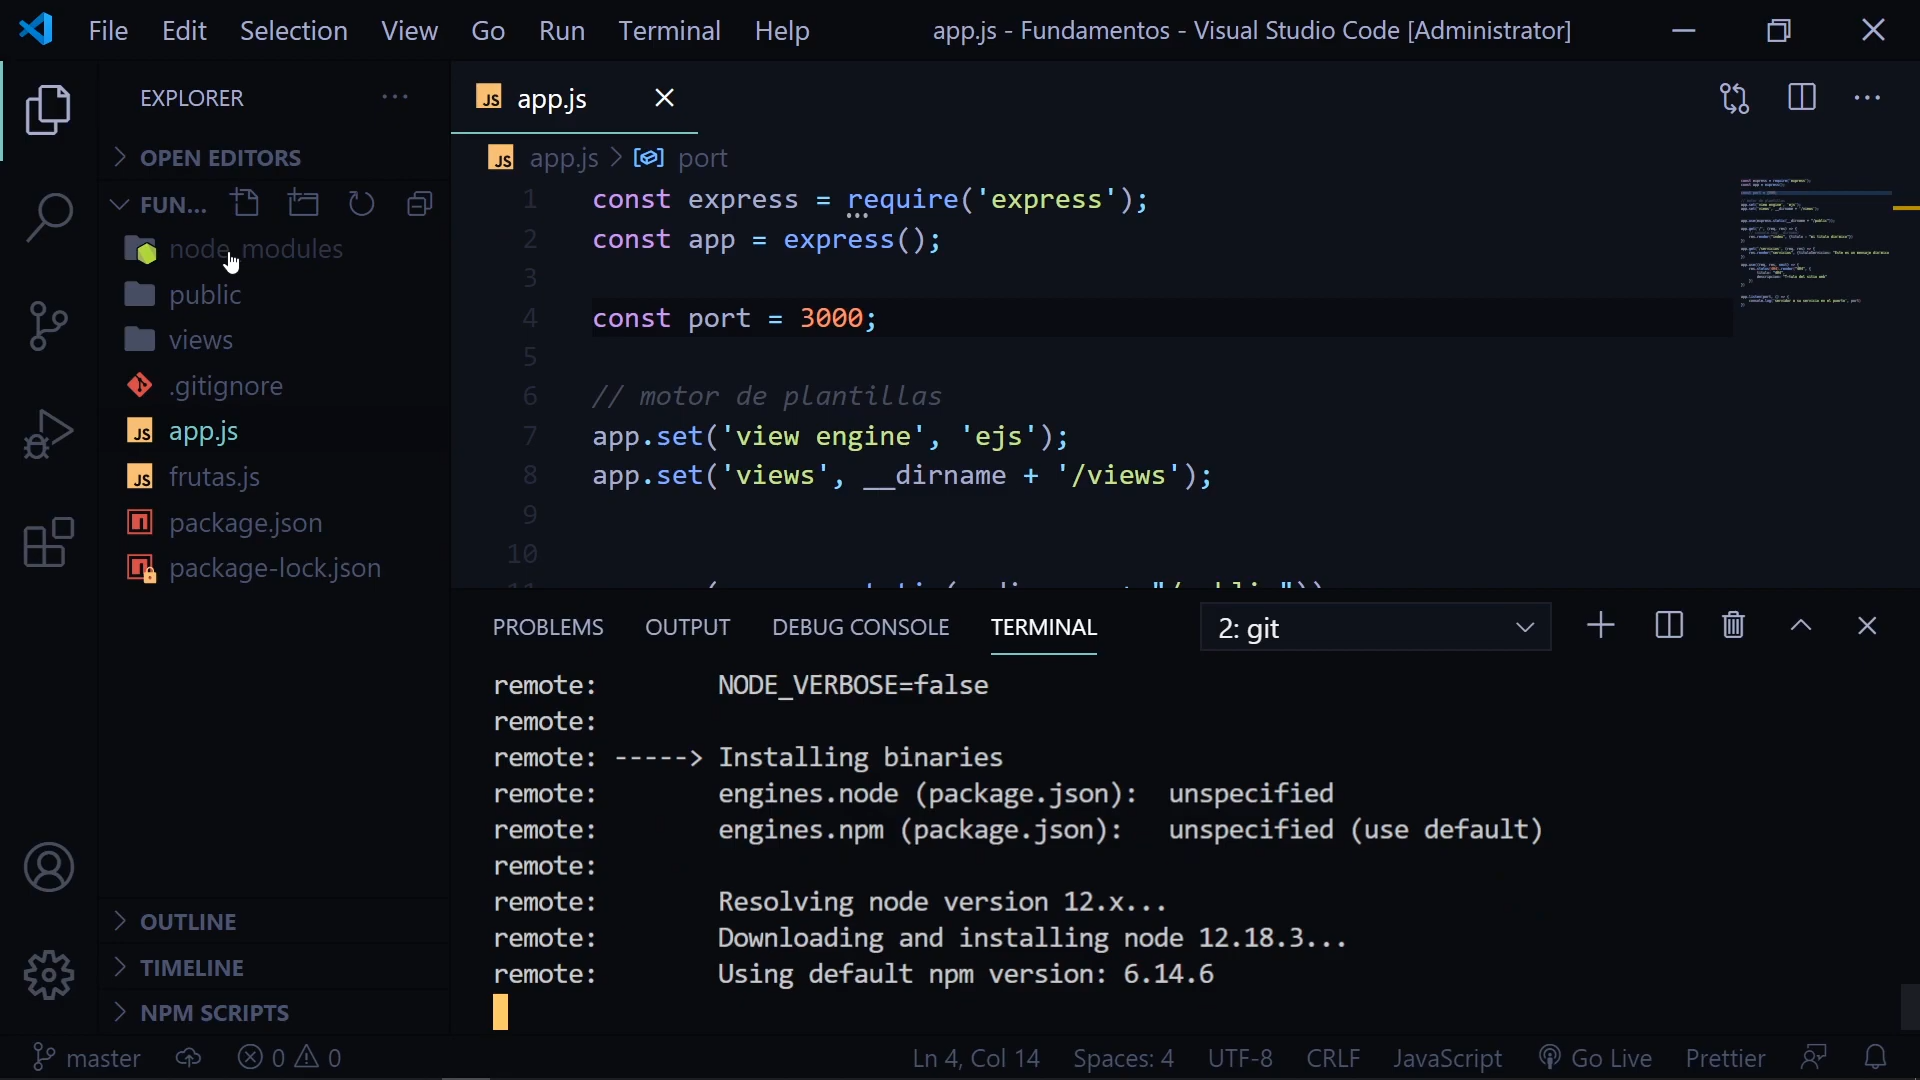 File Edit Selection View Go Run Terminal Help app.js - Fundamentos - Visual Studio Code [Administrator]
EXPLORER
OPEN EDITORS
FUN...
node_modules
public
views
.gitignore
app.js
frutas.js
package.json
package-lock.json
OUTLINE
TIMELINE
NPM SCRIPTS
app.js
app.js > port
1 const express = require('express');
2 const app = express();
3
4 const port = 3000;
5
6 // motor de plantillas
7 app.set('view engine', 'ejs');
8 app.set('views', __dirname + '/views');
9
10
PROBLEMS OUTPUT DEBUG CONSOLE TERMINAL 2: git
remote: NODE_VERBOSE=false
remote:
remote: -----> Installing binaries
remote: engines.node (package.json): unspecified
remote: engines.npm (package.json): unspecified (use default)
remote:
remote: Resolving node version 12.x...
remote: Downloading and installing node 12.18.3...
remote: Using default npm version: 6.14.6
master 0 0 Ln 4, Col 14 Spaces: 4 UTF-8 CRLF JavaScript Go Live Prettier